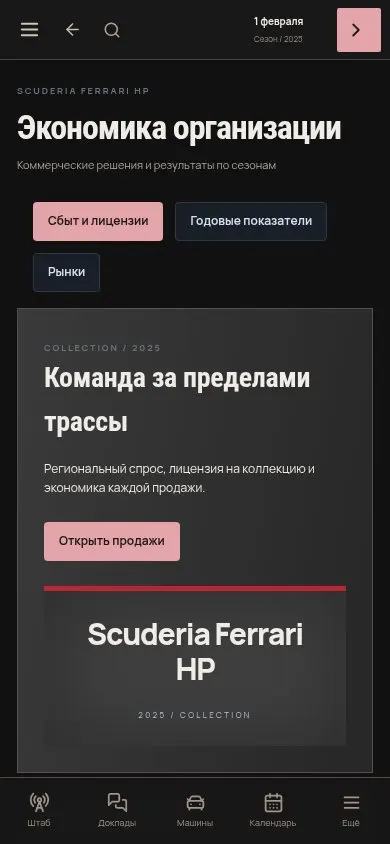 1 февраля
Сезон / 2025
SCUDERIA FERRARI HP
Экономика организации
Коммерческие решения и результаты по сезонам
Сбыт и лицензии
Годовые показатели
Рынки
COLLECTION / 2025
Команда за пределами
трассы
Региональный спрос, лицензия на коллекцию и
экономика каждой продажи.
Открыть продажи
Scuderia Ferrari
HP
2025 / COLLECTION
Штаб
Доклады
Машины
Календарь
Ещё